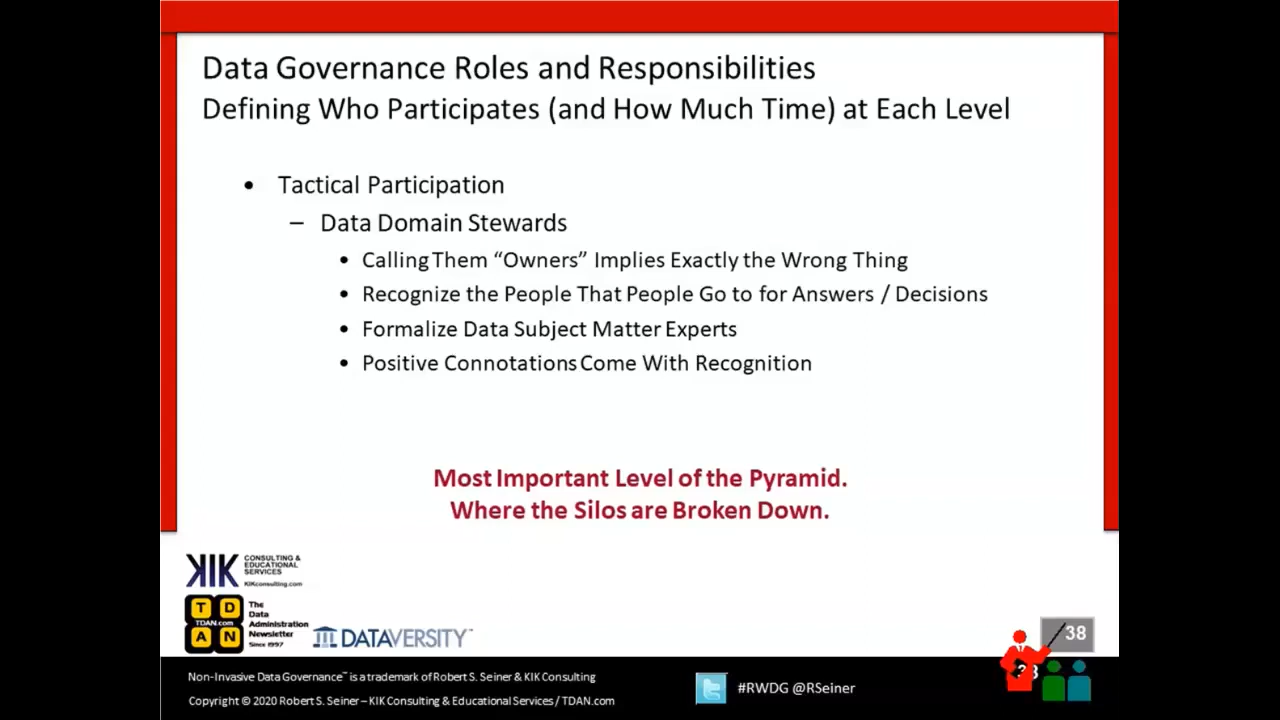 Data Governance Roles and Responsibilities
Defining Who Participates (and How Much Time) at Each Level
• Tactical Participation
– Data Domain Stewards
• Calling Them “Owners” Implies Exactly the Wrong Thing
• Recognize the People That People Go to for Answers / Decisions
• Formalize Data Subject Matter Experts
• Positive Connotations Come With Recognition
Most Important Level of the Pyramid.
Where the Silos are Broken Down.
KIK CONSULTING &
EDUCATIONAL
SERVICES
KIKconsulting.com
T D
TDAN.com
A N
The
Data
Administration
Newsletter
Since 1997
DATAVERSITY™
38
Non-Invasive Data Governance™ is a trademark of Robert S. Seiner & KIK Consulting
Copyright © 2020 Robert S. Seiner – KIK Consulting & Educational Services / TDAN.com
#RWDG @RSeiner